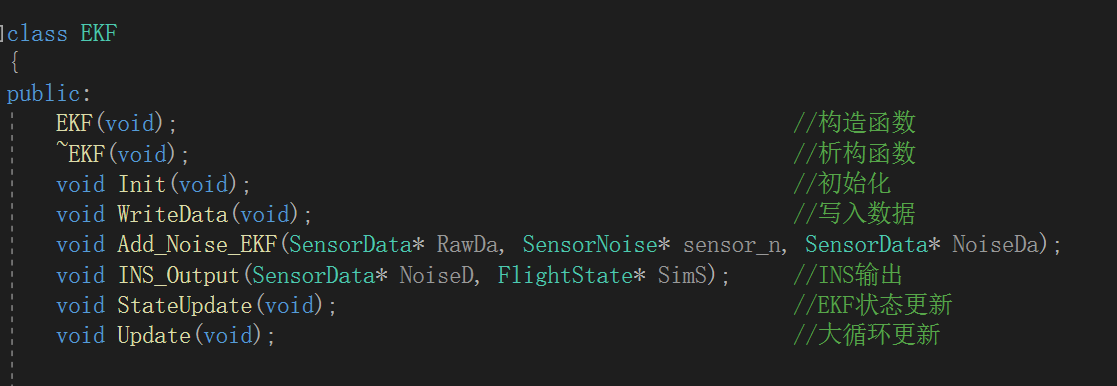 class EKF
{
public:
EKF(void); //构造函数
~EKF(void); //析构函数
void Init(void); //初始化
void WriteData(void); //写入数据
void Add_Noise_EKF(SensorData* RawDa, SensorNoise* sensor_n, SensorData* NoiseDa);
void INS_Output(SensorData* NoiseD, FlightState* SimS); //INS输出
void StateUpdate(void); //EKF状态更新
void Update(void); //大循环更新